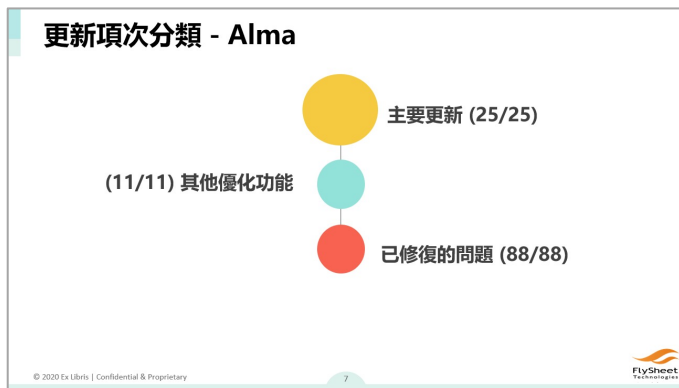 更新項次分類 - Alma
主要更新 (25/25)
(11/11) 其他優化功能
已修復的問題 (88/88)
© 2020 Ex Libris | Confidential & Proprietary
7
FlySheet
Technologies